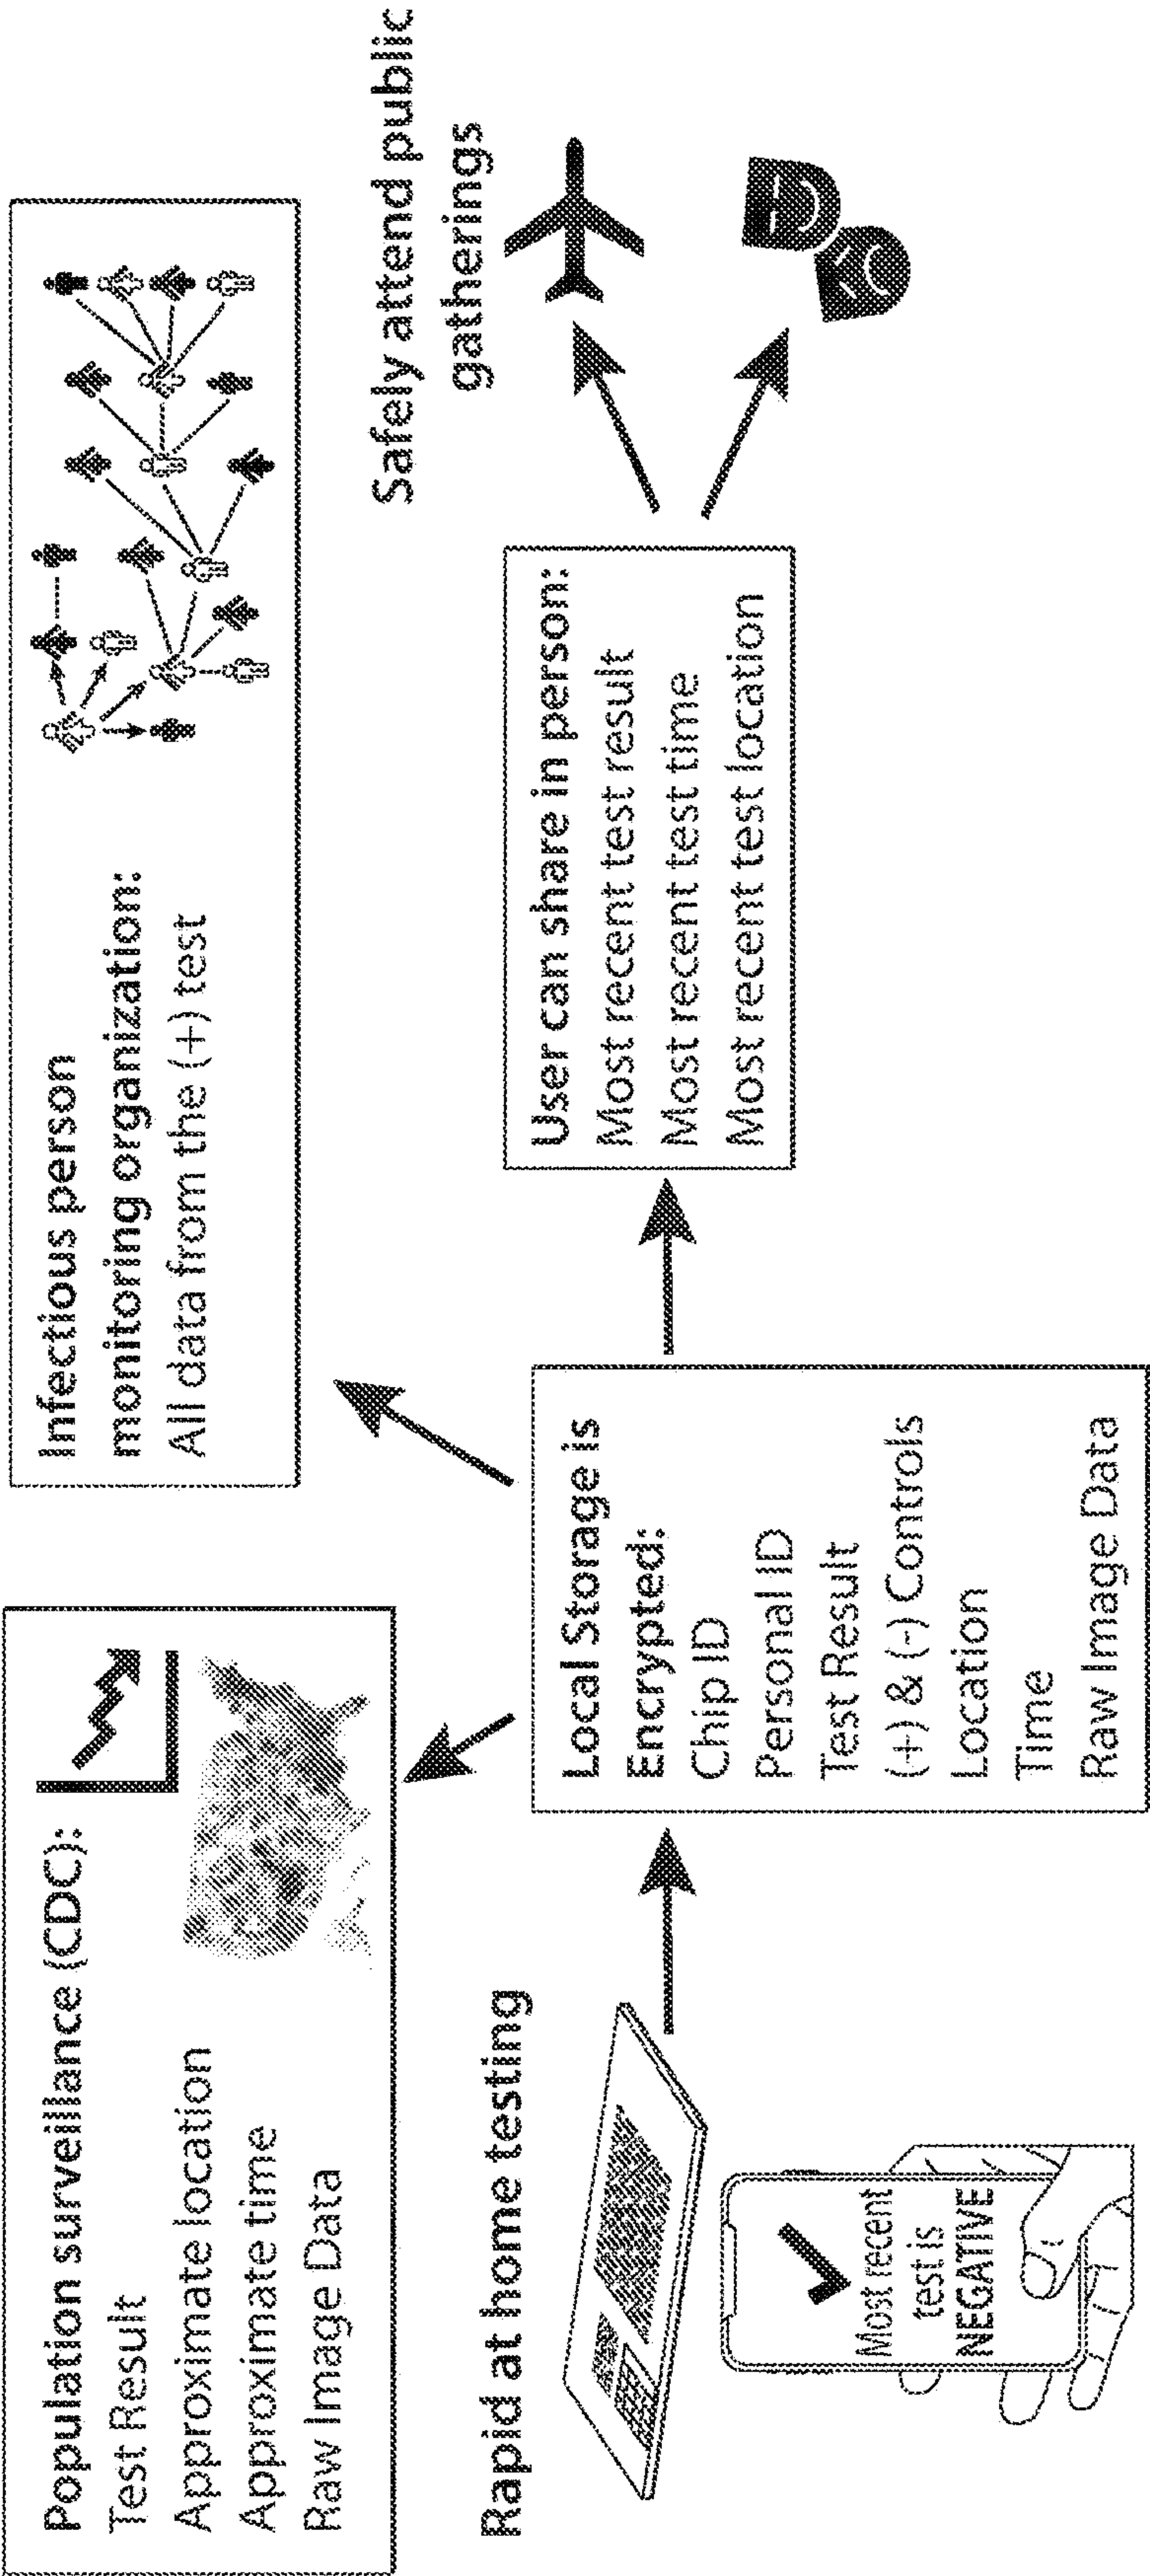 Population surveillance (CDC):
Test Result
Approximate location
Approximate time
Raw Image Data
Infectious person
monitoring organization:
All data from the (+) test
Rapid at home testing
Most recent
test is
NEGATIVE
Local Storage is
Encrypted:
Chip ID
Personal ID
Test Result
(+) & (-) Controls
Location
Time
Raw Image Data
User can share in person:
Most recent test result
Most recent test time
Most recent test location
Safely attend public
gatherings